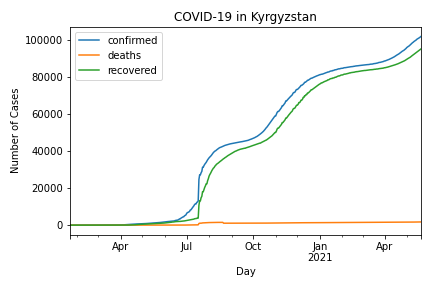 COVID-19 in Kyrgyzstan
confirmed
deaths
recovered
Number of Cases
100000
80000
60000
40000
20000
0
Apr
Jul
Oct
Jan
2021
Apr
Day